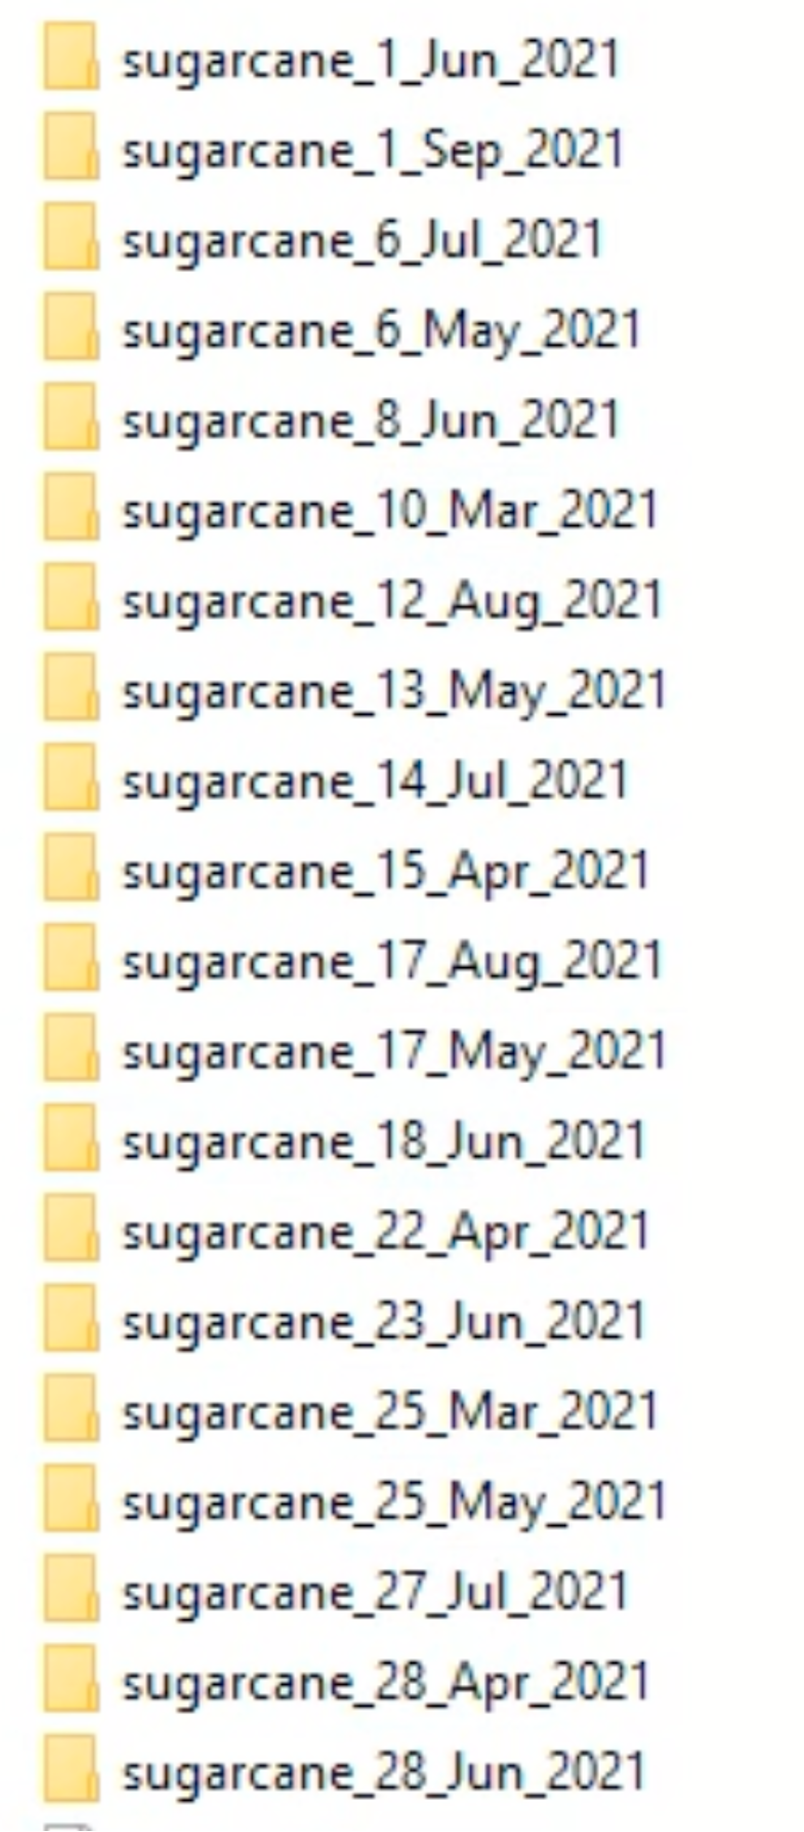 sugarcane_1_Jun_2021
sugarcane_1_Sep_2021
sugarcane_6_Jul_2021
sugarcane_6_May_2021
sugarcane_8_Jun_2021
sugarcane_10_Mar_2021
sugarcane_12_Aug_2021
sugarcane_13_May_2021
sugarcane_14_Jul_2021
sugarcane_15_Apr_2021
sugarcane_17_Aug_2021
sugarcane_17_May_2021
sugarcane_18_Jun_2021
sugarcane_22_Apr_2021
sugarcane_23_Jun_2021
sugarcane_25_Mar_2021
sugarcane_25_May_2021
sugarcane_27_Jul_2021
sugarcane_28_Apr_2021
sugarcane_28_Jun_2021